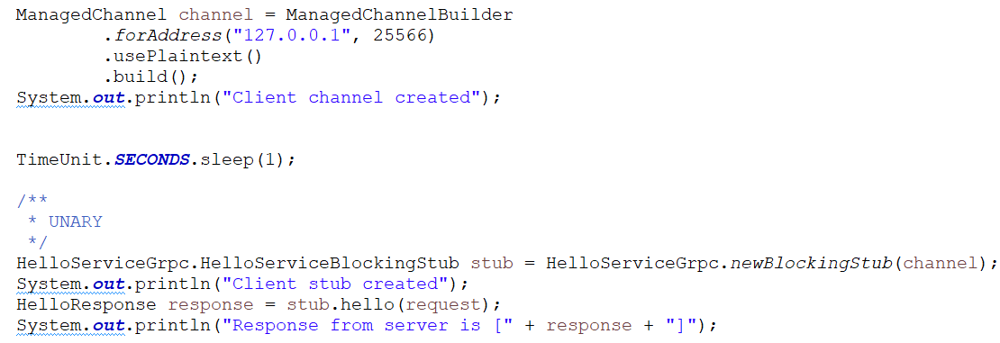 ManagedChannel channel = ManagedChannelBuilder
        .forAddress("127.0.0.1", 25566)
        .usePlaintext()
        .build();
System.out.println("Client channel created");
TimeUnit.SECONDS.sleep(1);
/**
 * UNARY
 */
HelloServiceGrpc.HelloServiceBlockingStub stub = HelloServiceGrpc.newBlockingStub(channel);
System.out.println("Client stub created");
HelloResponse response = stub.hello(request);
System.out.println("Response from server is [" + response + "]");